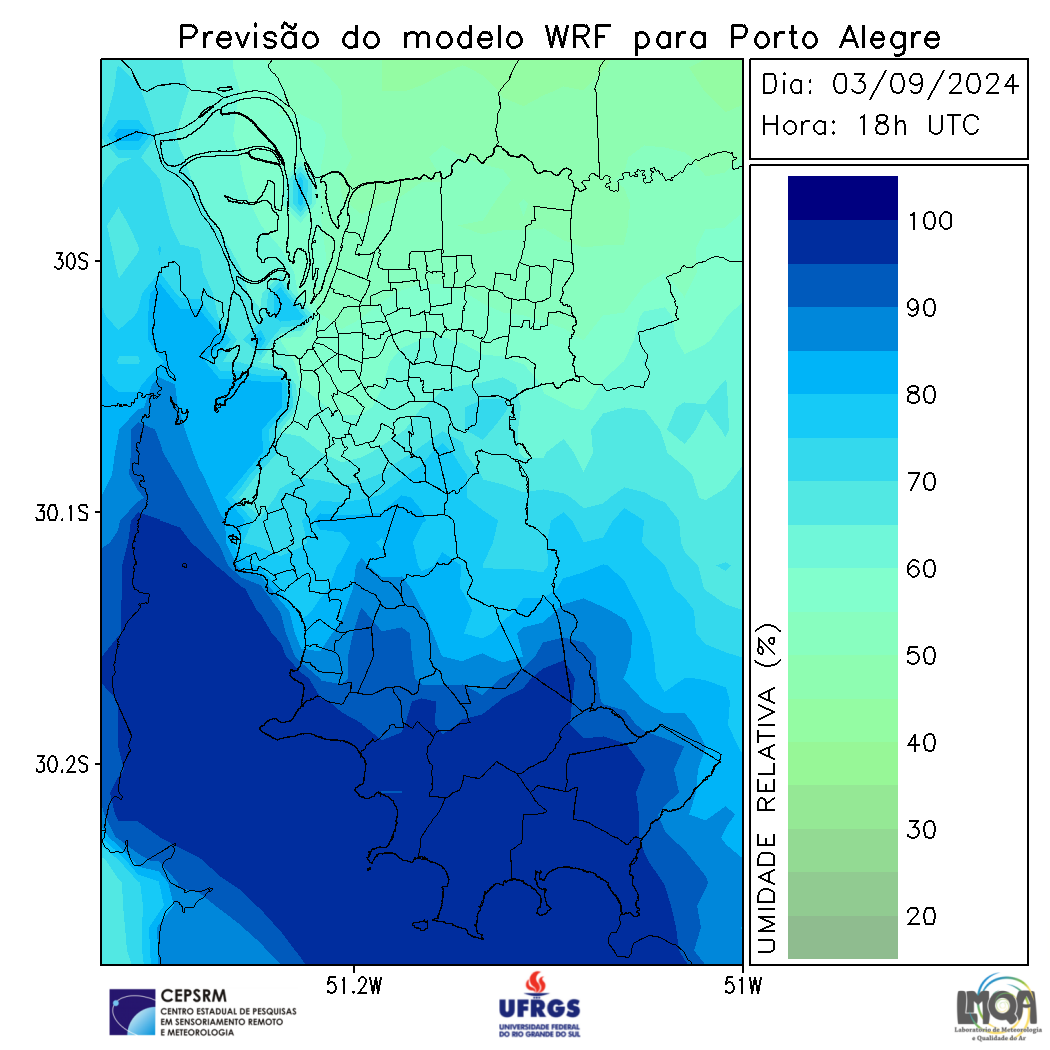 Previsão do modelo WRF para Porto Alegre
Dia: 03/09/2024
Hora: 18h UTC
30S
30.1S
30.2S
51.2W
51W
UMIDADE RELATIVA (%)
100
90
80
70
60
50
40
30
20
CEPSRM
CENTRO ESTADUAL DE PESQUISAS
EM SENSORIAMENTO REMOTO
E METEOROLOGIA
UFRGS
UNIVERSIDADE FEDERAL
DO RIO GRANDE DO SUL
LMQA
Laboratório de Meteorologia
e Qualidade do Ar